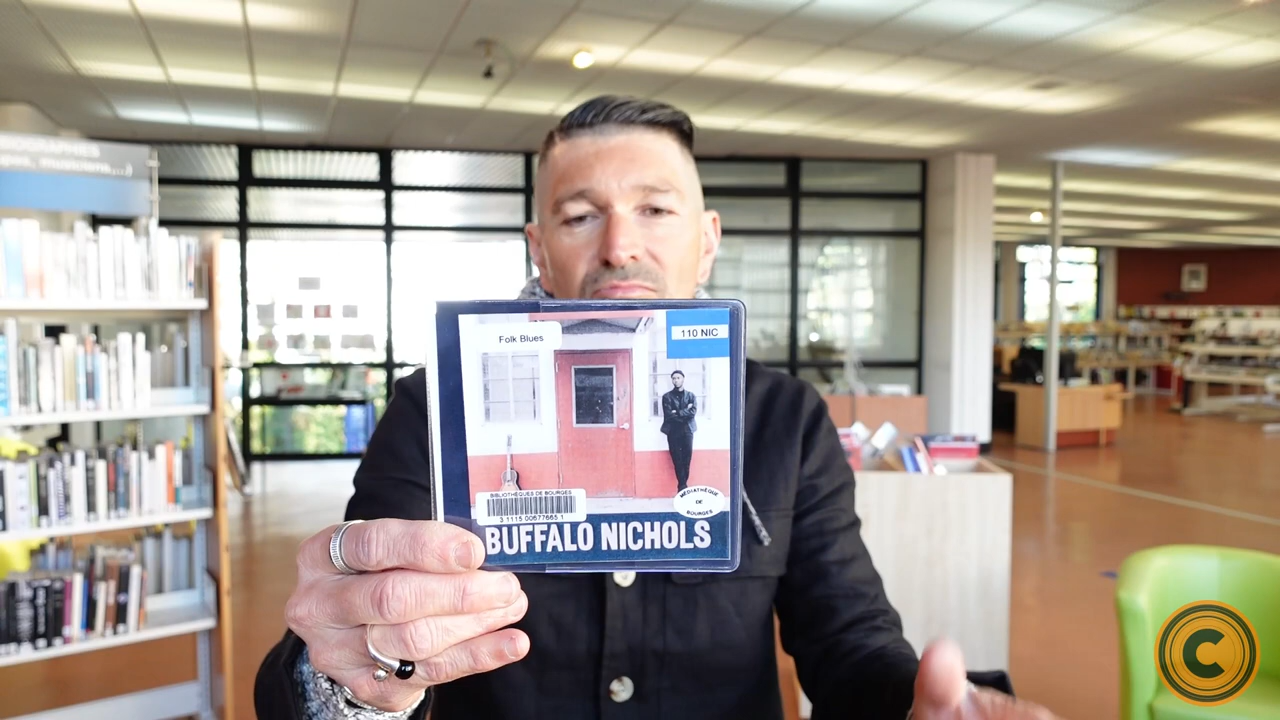 Folk Blues
110 NIC
BIBLIOTHEQUES DE BOURGES
3 1115 00677665 1
MÉDIATHÈQUE
DE
BOURGES
BUFFALO NICHOLS
C